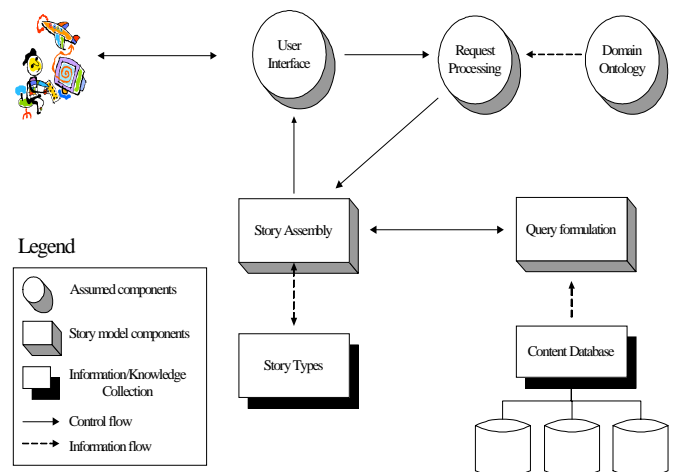 User
Interface
Request
Processing
Domain
Ontology
Story Assembly
Query formulation
Legend
Assumed components
Story model components
Information/Knowledge
Collection
Control flow
Information flow
Story Types
Content Database